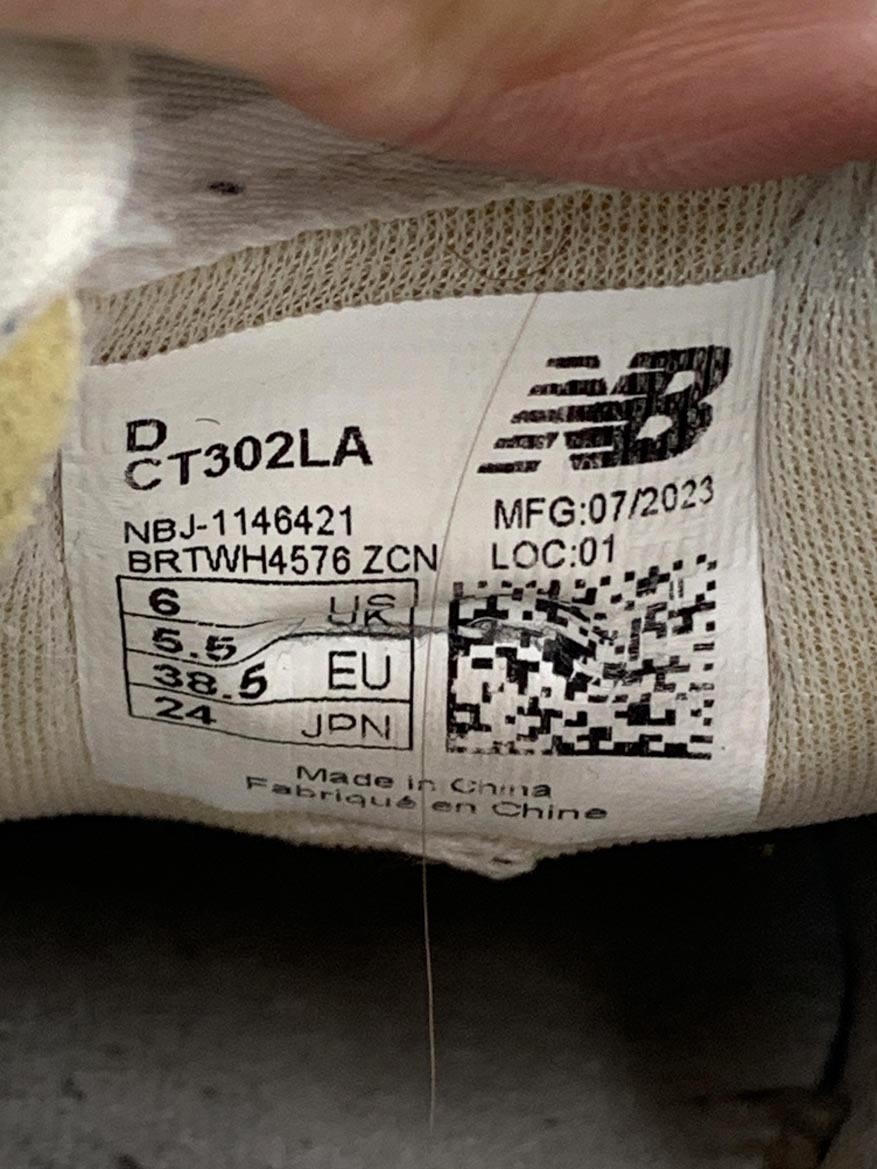 D
CT302LA
NBJ-1146421
BRTWH4576 ZCN
6 US
5.5 UK
38.5 EU
24 JPN
NB
MFG:07/2023
LOC:01
Made in China
Fabriqué en Chine